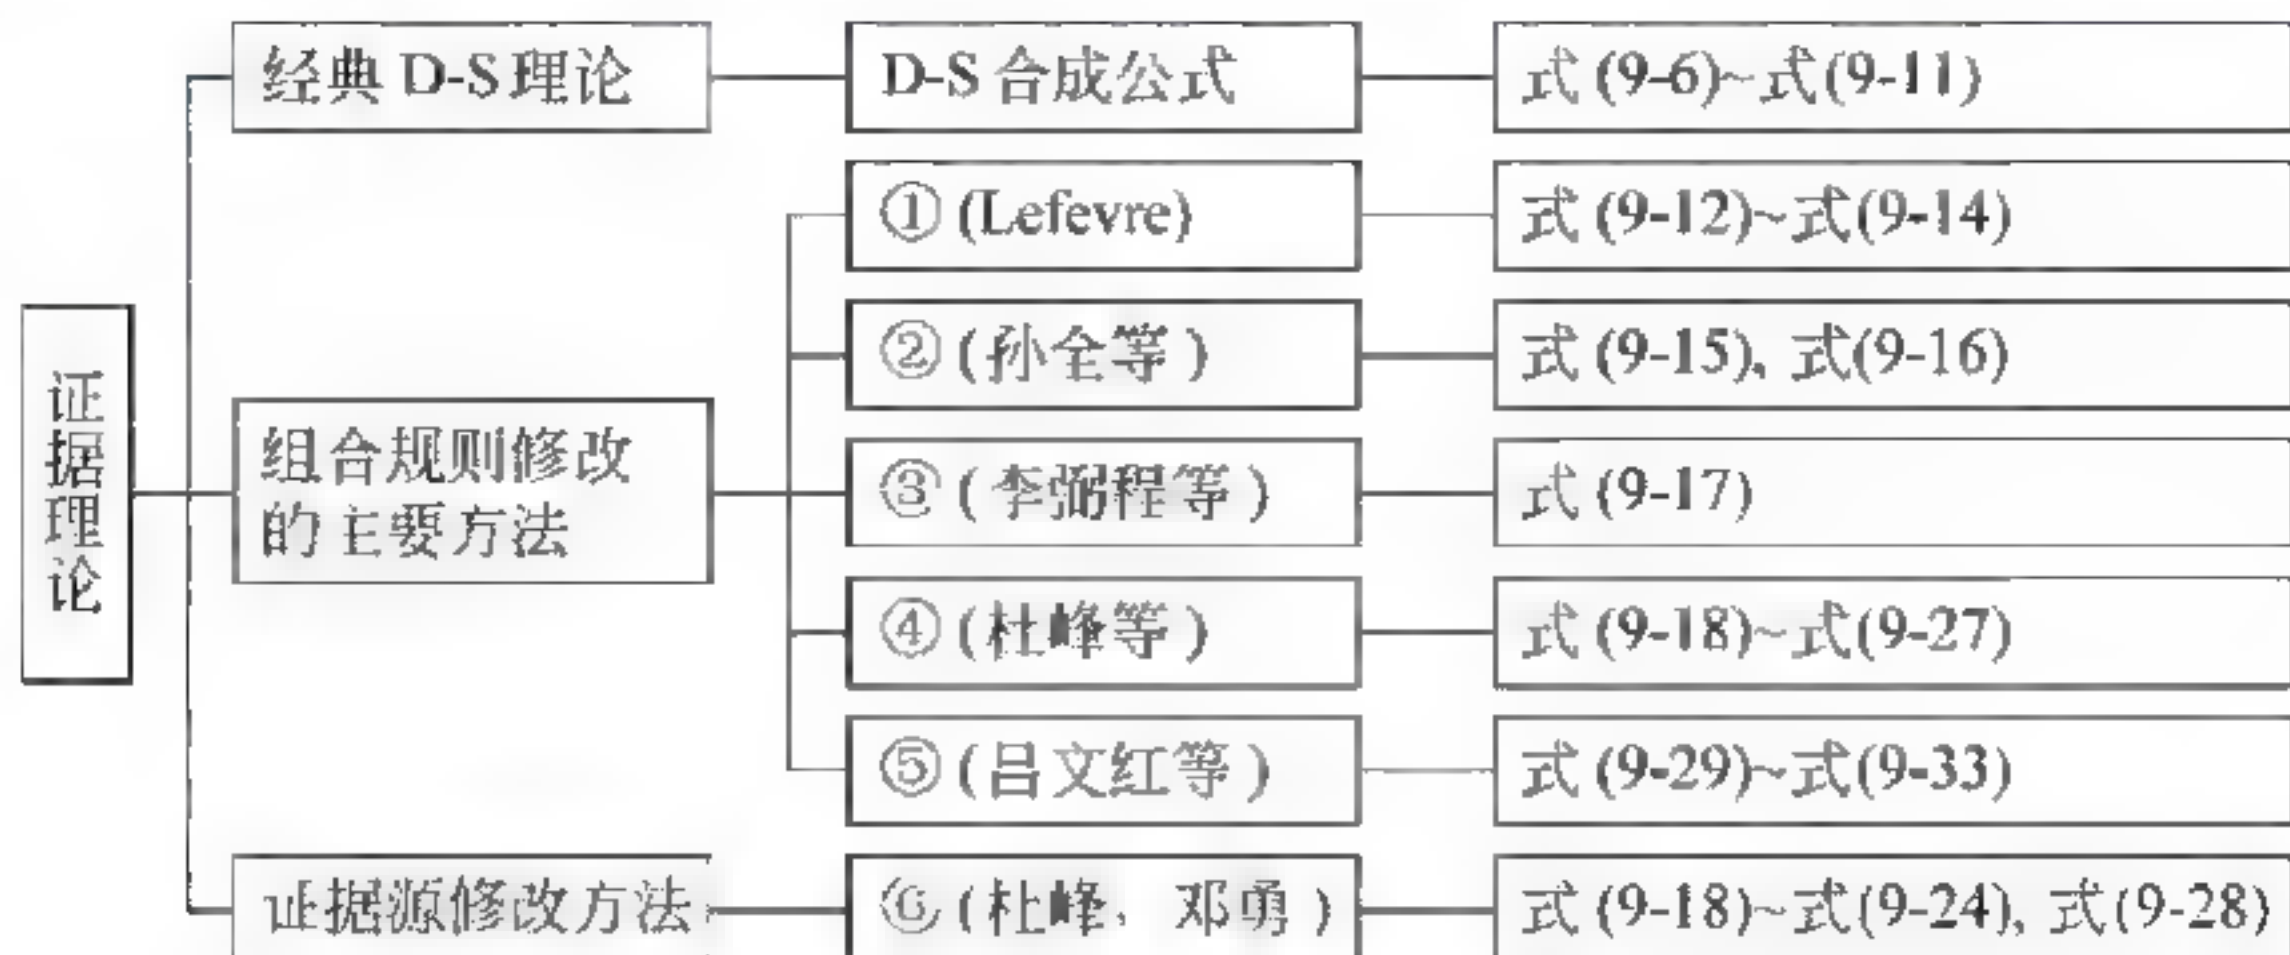 证据理论
经典 D-S 理论
D-S 合成公式
式 (9-6)~式(9-11)
组合规则修改
的主要方法
① (Lefevre)
式 (9-12)~式(9-14)
② (孙全等)
式 (9-15), 式(9-16)
③ (李弼程等)
式 (9-17)
④ (杜峰等)
式 (9-18)~式(9-27)
⑤ (吕文红等)
式 (9-29)~式(9-33)
证据源修改方法
⑥ (杜峰, 邓勇)
式 (9-18)~式(9-24), 式(9-28)